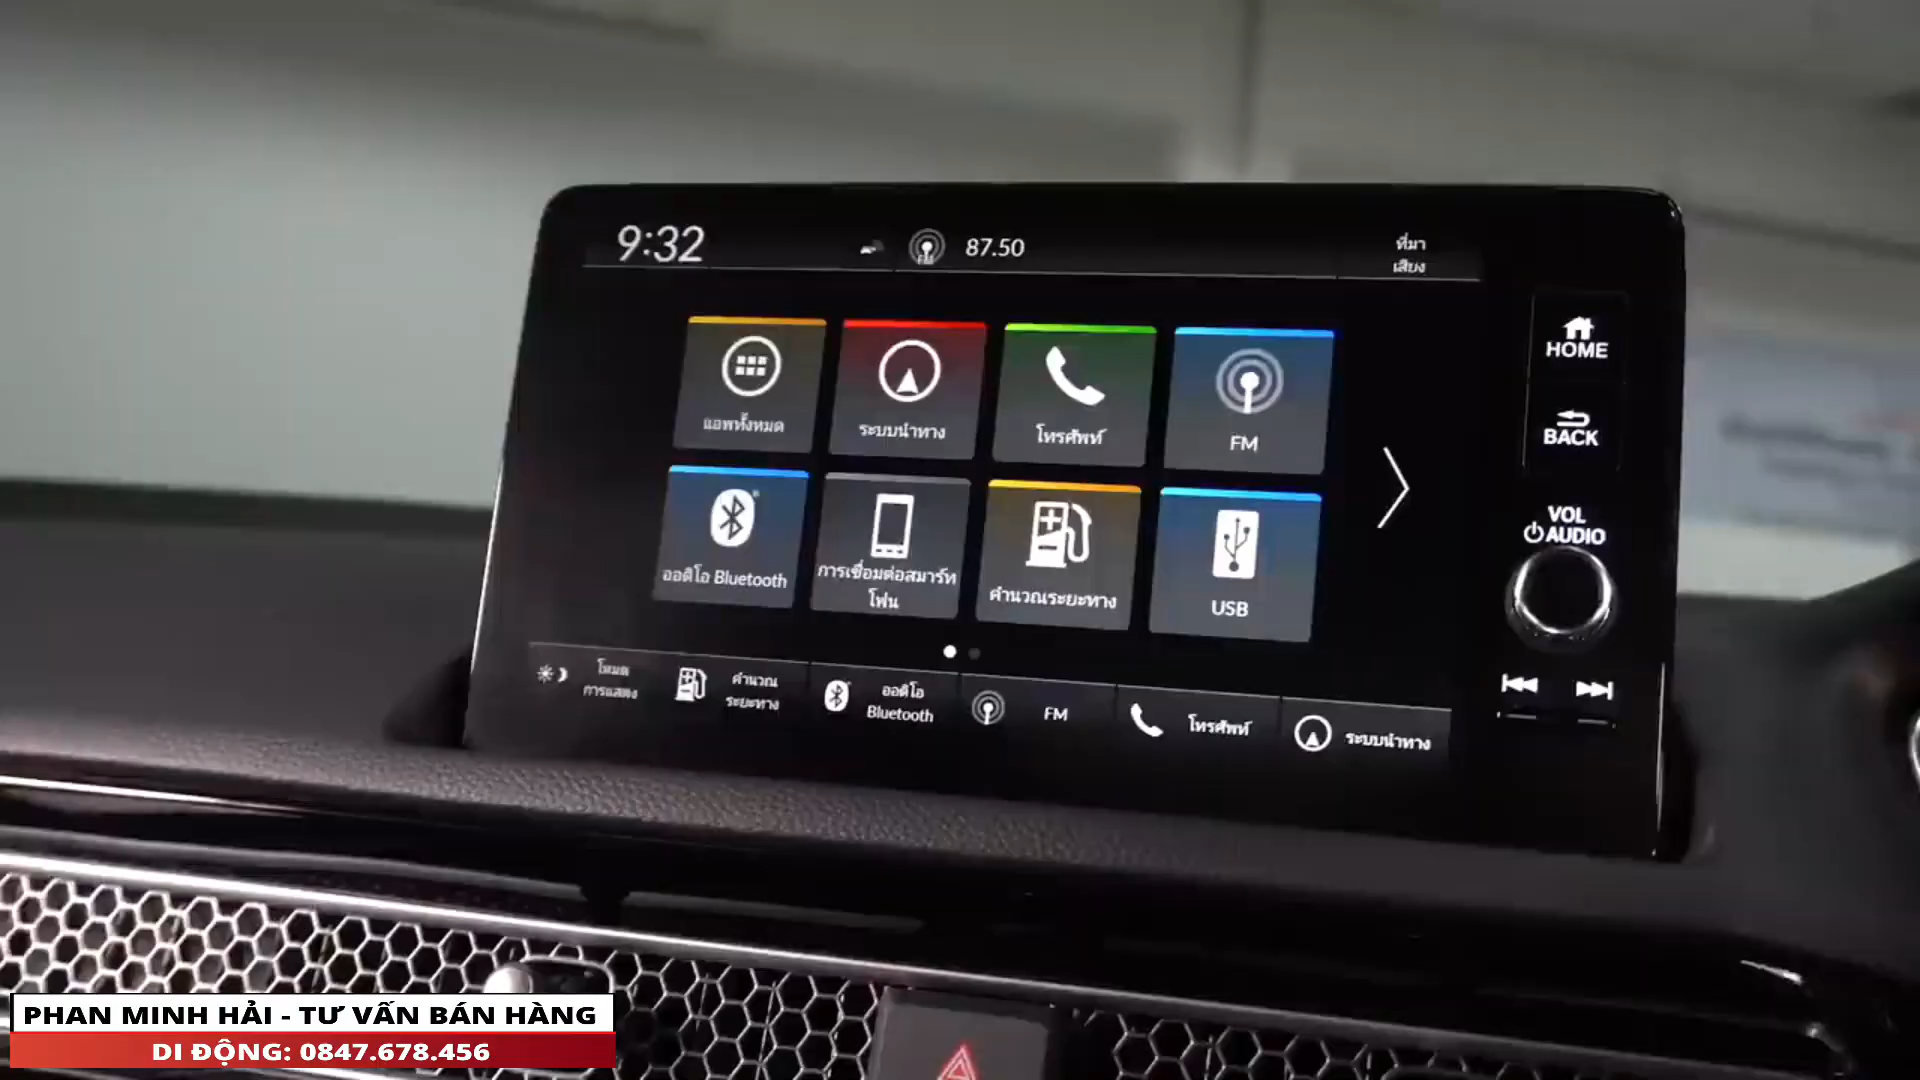 9:32
FM
87.50
ที่มา
เสียง
แอพทั้งหมด
ระบบนำทาง
โทรศัพท์
FM
ออดิโอ Bluetooth
การเชื่อมต่อสมาร์ท
โฟน
คำนวณระยะทาง
USB
โหมด
การแสดง
คำนวณ
ระยะทาง
ออดิโอ
Bluetooth
FM
โทรศัพท์
ระบบนำทาง
HOME
BACK
VOL
AUDIO
PHAN MINH HẢI - TƯ VẤN BÁN HÀNG
DI ĐỘNG: 0847.678.456